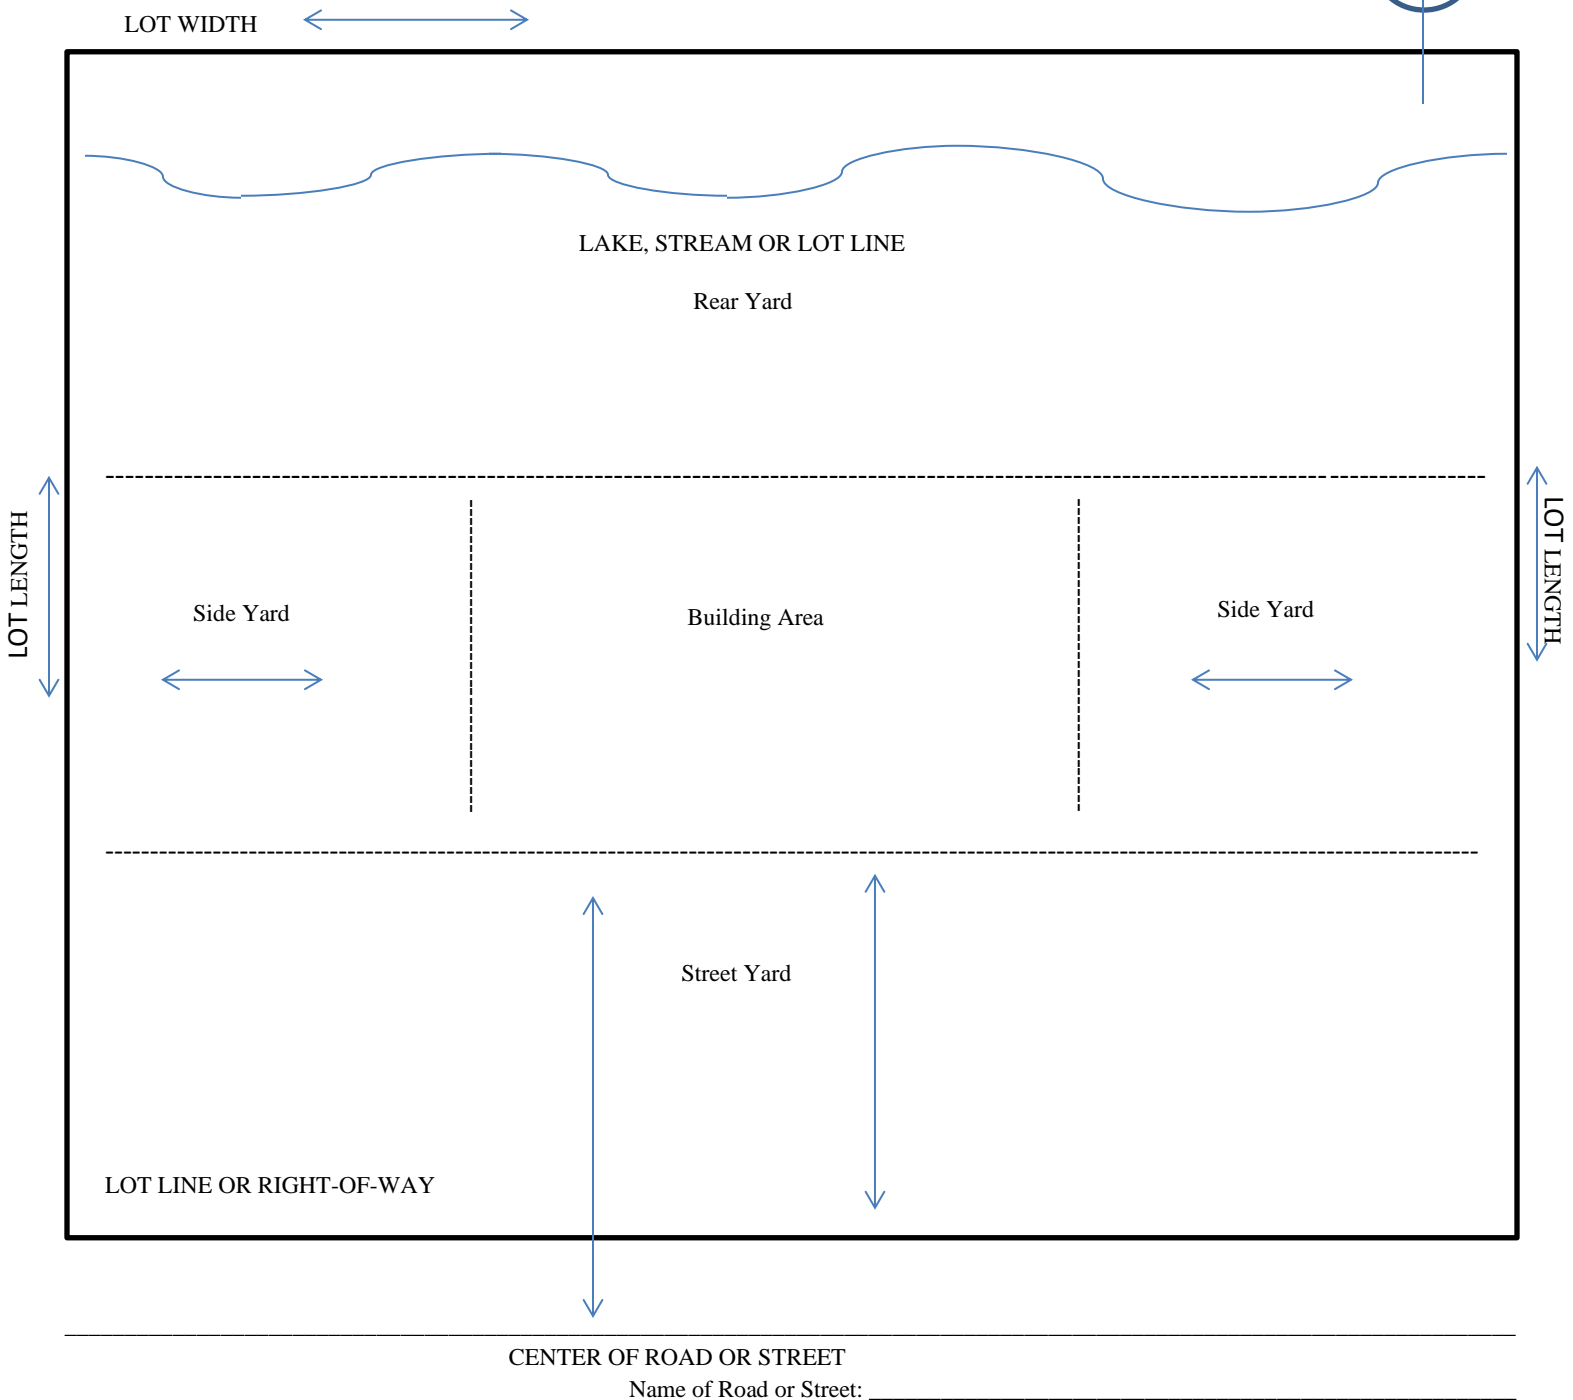 LOT WIDTH
LAKE, STREAM OR LOT LINE
Rear Yard
LOT LENGTH
LOT LENGTH
Side Yard
Building Area
Side Yard
Street Yard
LOT LINE OR RIGHT-OF-WAY
CENTER OF ROAD OR STREET
Name of Road or Street: